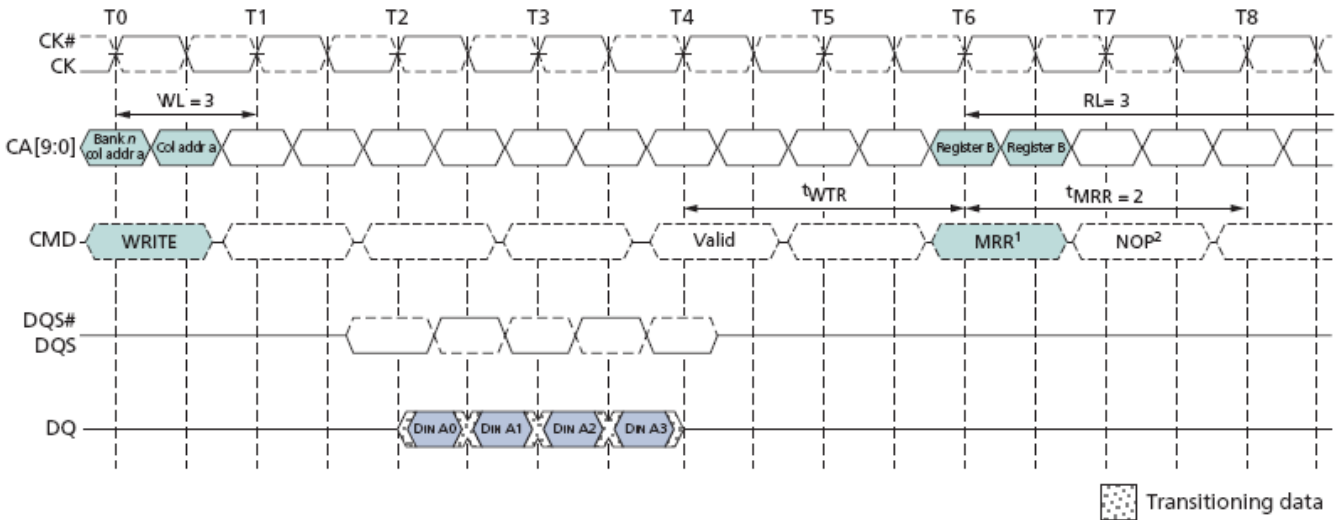 T0 T1 T2 T3 T4 T5 T6 T7 T8
CK#
CK
WL = 3 RL= 3
CA[9:0] Bank n col addr a Col addr a Register B Register B
tWTR tMRR = 2
CMD WRITE Valid MRR1 NOP2
DQS#
DQS
DQ DIN A0 DIN A1 DIN A2 DIN A3
Transitioning data